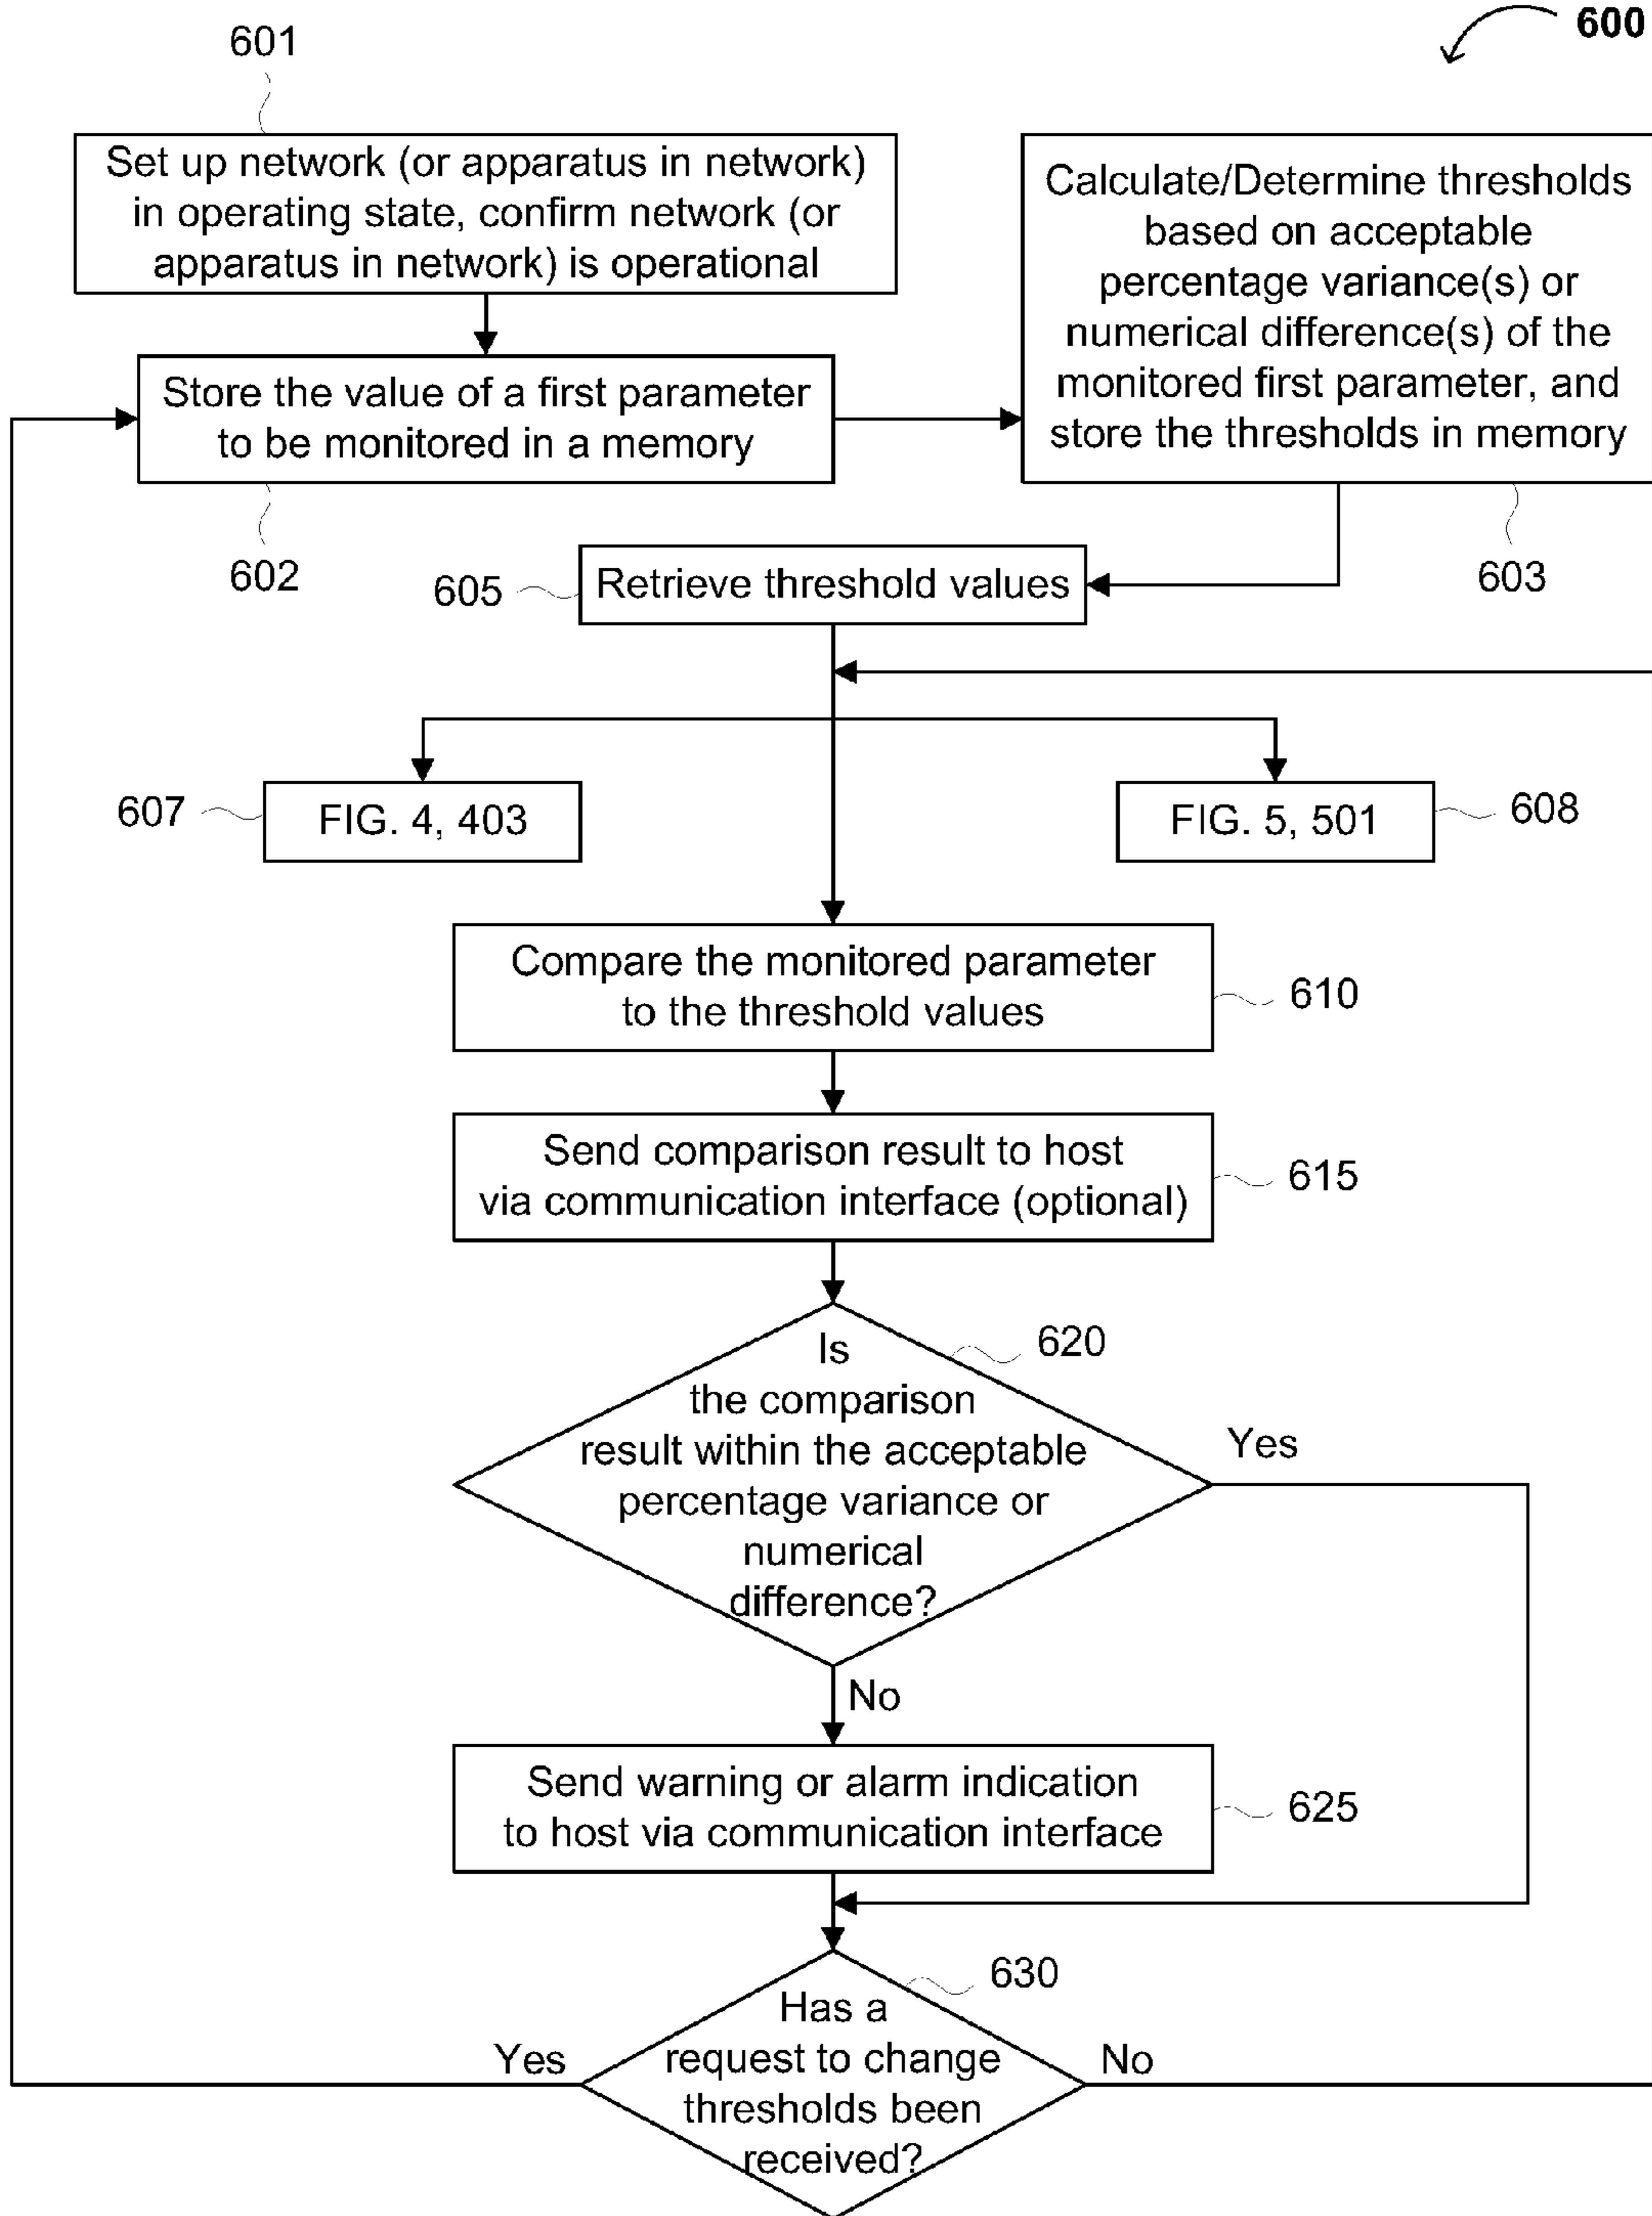 600
601
Set up network (or apparatus in network)
in operating state, confirm network (or
apparatus in network) is operational
Calculate/Determine thresholds
based on acceptable
percentage variance(s) or
numerical difference(s) of the
monitored first parameter, and
store the thresholds in memory
Store the value of a first parameter
to be monitored in a memory
602
603
605
Retrieve threshold values
607
FIG. 4, 403
FIG. 5, 501
608
Compare the monitored parameter
to the threshold values
610
Send comparison result to host
via communication interface (optional)
615
620
Is
the comparison
result within the acceptable
percentage variance or
numerical
difference?
Yes
No
Send warning or alarm indication
to host via communication interface
625
630
Has a
request to change
thresholds been
received?
Yes
No